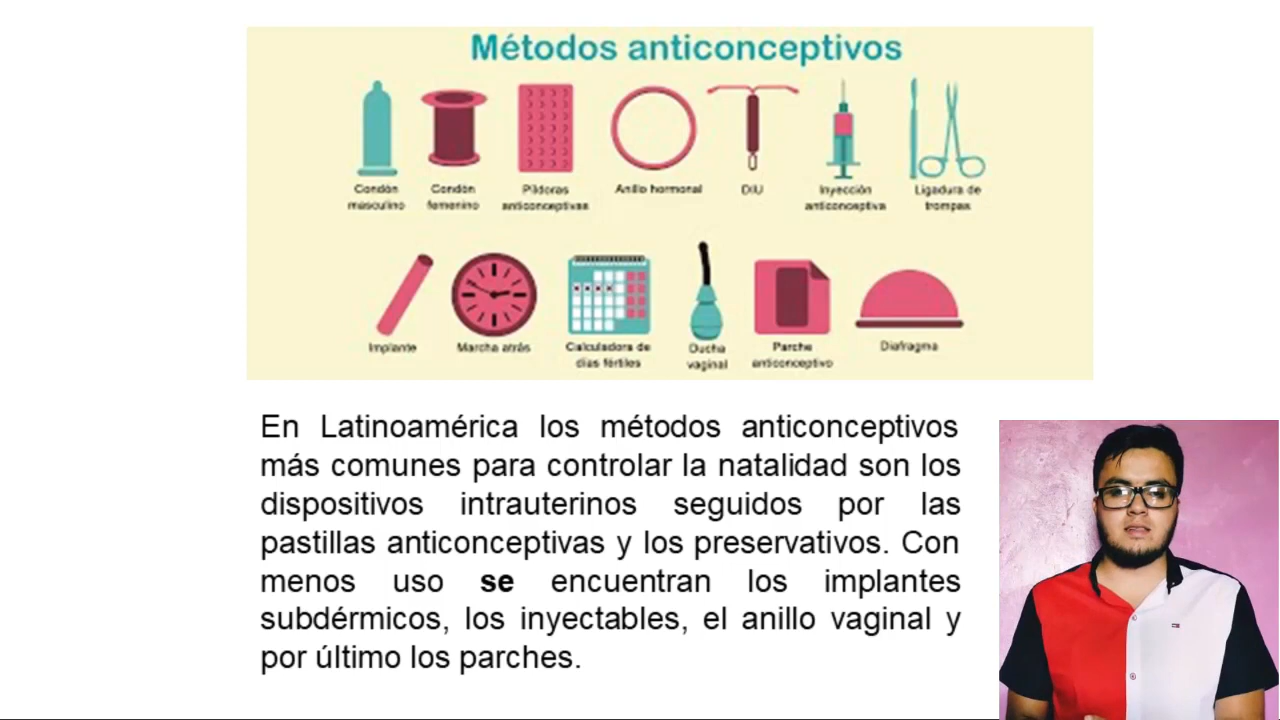 Métodos anticonceptivos
Condón masculino
Condón femenino
Píldoras anticonceptivas
Anillo hormonal
DIU
Inyección anticonceptiva
Ligadura de trompas
Implante
Marcha atrás
Calculadora de días fértiles
Ducha vaginal
Parche anticonceptivo
Diafragma
En Latinoamérica los métodos anticonceptivos
más comunes para controlar la natalidad son los
dispositivos intrauterinos seguidos por las
pastillas anticonceptivas y los preservativos. Con
menos uso se encuentran los implantes
subdérmicos, los inyectables, el anillo vaginal y
por último los parches.